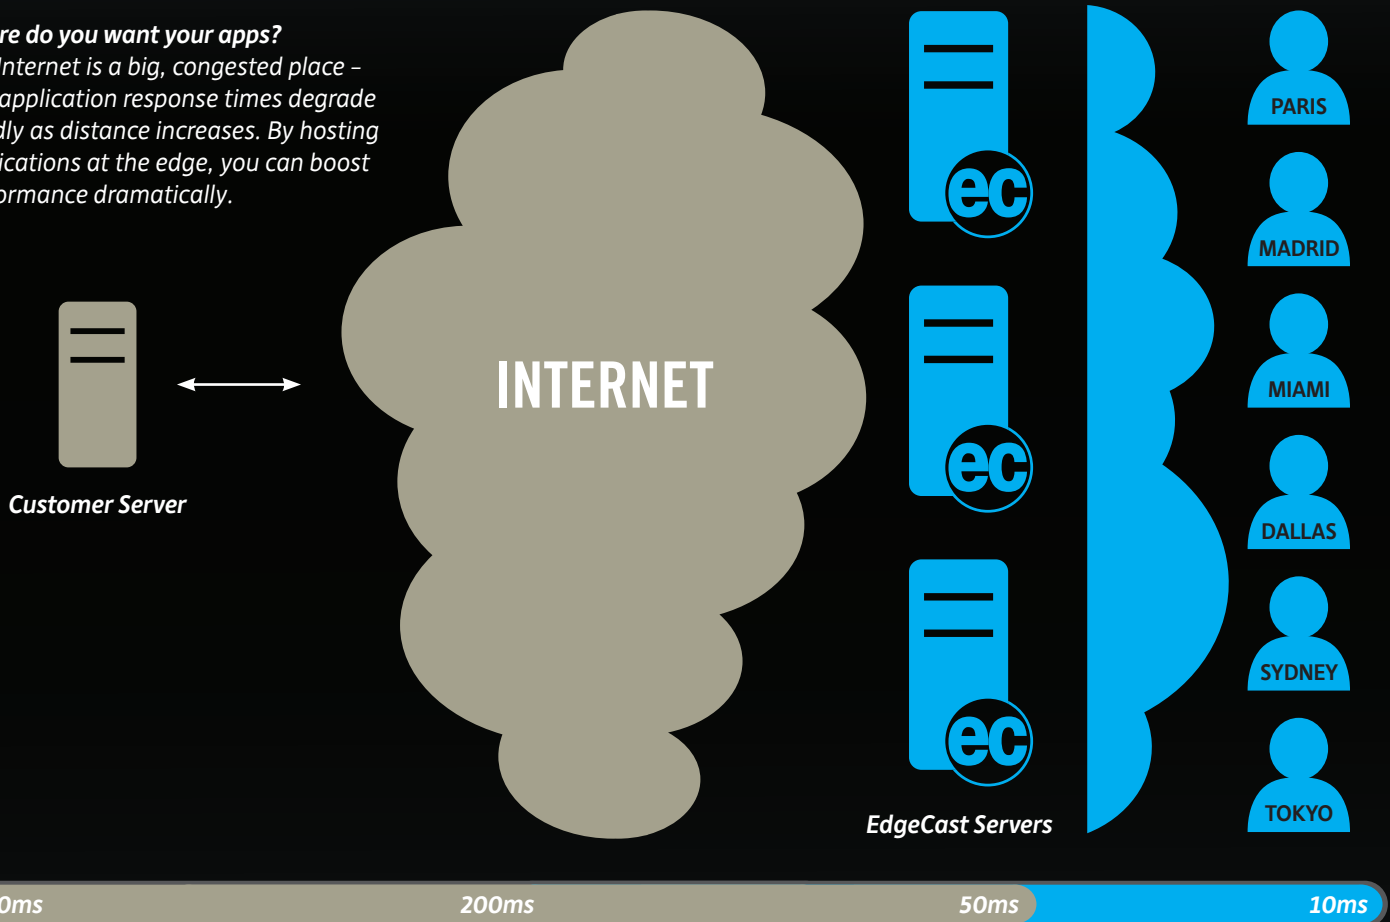 re do you want your apps?
Internet is a big, congested place –
application response times degrade
dly as distance increases. By hosting
ications at the edge, you can boost
ormance dramatically.
INTERNET
Customer Server
ec
ec
ec
EdgeCast Servers
PARIS
MADRID
MIAMI
DALLAS
SYDNEY
TOKYO
0ms
200ms
50ms
10ms